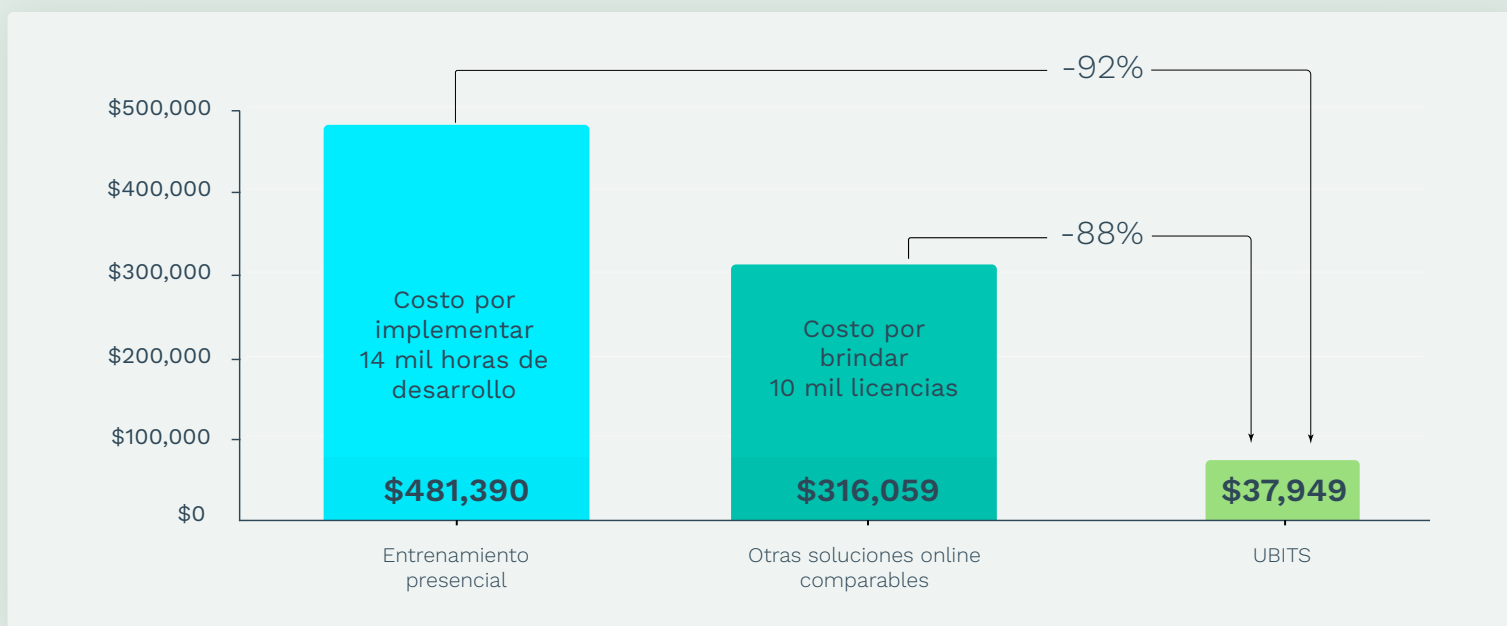 -92%
$500,000
$400,000
$300,000
$200,000
$100,000
$0
-88%
Costo por
implementar
14 mil horas de
desarrollo
$481,390
Costo por
brindar
10 mil licencias
$316,059
$37,949
Entrenamiento
presencial
Otras soluciones online
comparables
UBITS